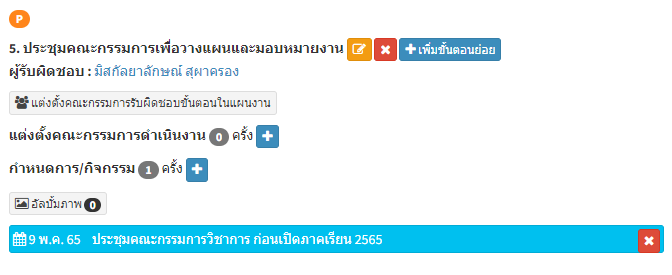 P
5. ประชุมคณะกรรมการเพื่อวางแผนและมอบหมายงาน เพิ่มขั้นตอนย่อย
ผู้รับผิดชอบ : มิสกัลยาลักษณ์ สุผาครอง
แต่งตั้งคณะกรรมการรับผิดชอบขั้นตอนในแผนงาน
แต่งตั้งคณะกรรมการดำเนินงาน 0 ครั้ง
กำหนดการ/กิจกรรม 1 ครั้ง
อัลบั้มภาพ 0
9 พ.ค. 65 ประชุมคณะกรรมการวิชาการ ก่อนเปิดภาคเรียน 2565